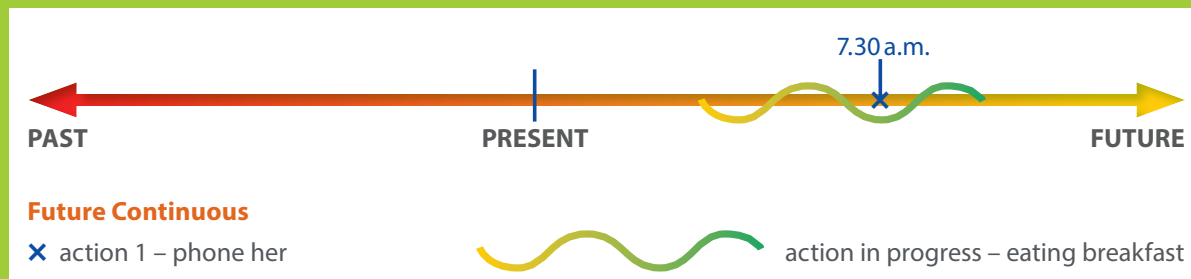 7.30 a.m.
PAST PRESENT FUTURE
Future Continuous
× action 1 – phone her action in progress – eating breakfast